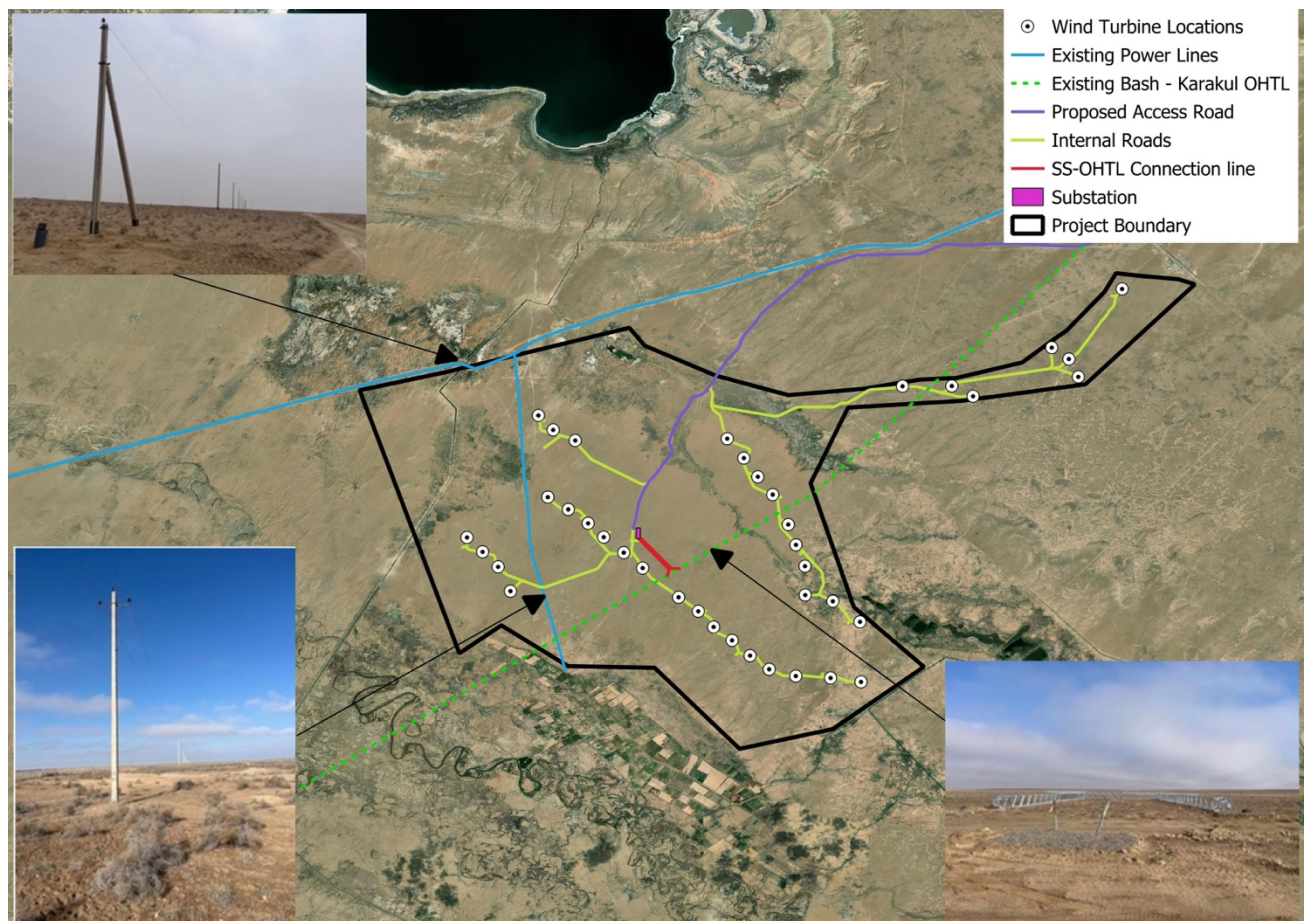 Wind Turbine Locations
Existing Power Lines
Existing Bash - Karakul OHTL
Proposed Access Road
Internal Roads
SS-OHTL Connection line
Substation
Project Boundary